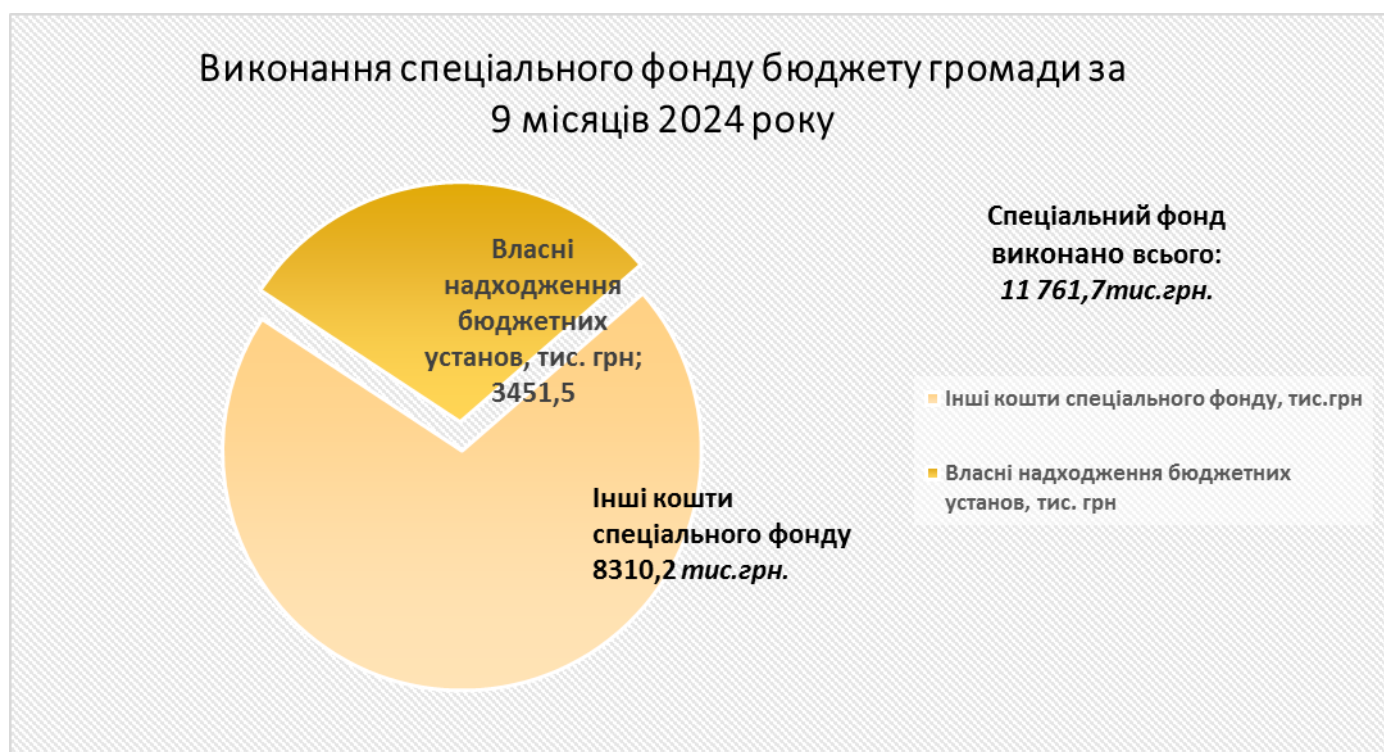 Виконання спеціального фонду бюджету громади за
9 місяців 2024 року
Власні
надходження
бюджетних
установ, тис. грн;
3451,5
Інші кошти
спеціального фонду
8310,2 тис.грн.
Спеціальний фонд
виконано всього:
11 761,7тис.грн.
Інші кошти спеціального фонду, тис.грн
Власні надходження бюджетних
установ, тис. грн